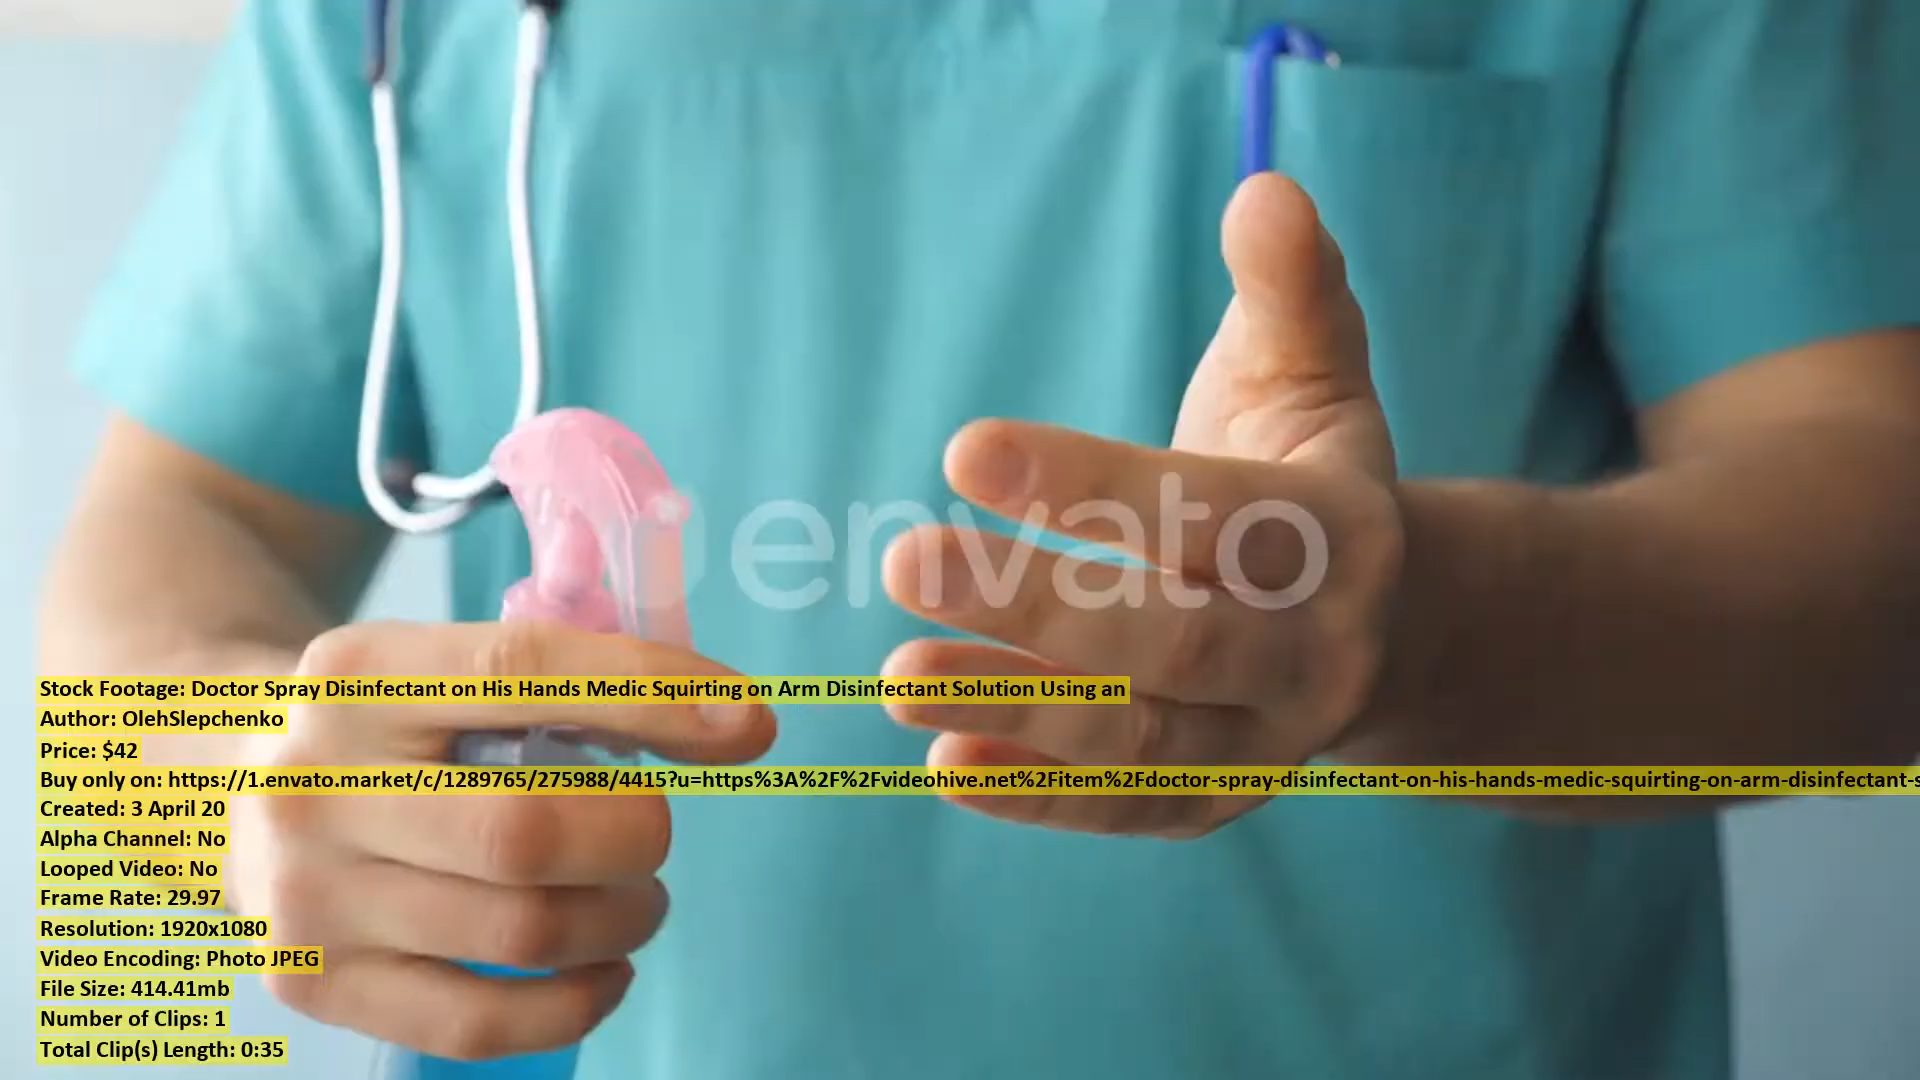 envato
Stock Footage: Doctor Spray Disinfectant on His Hands Medic Squirting on Arm Disinfectant Solution Using an
Author: OlehSlepchenko
Price: $42
Buy only on: https://1.envato.market/c/1289765/275988/4415?u=https%3A%2F%2Fvideohive.net%2Fitem%2Fdoctor-spray-disinfectant-on-his-hands-medic-squirting-on-arm-disinfectant-s
Created: 3 April 20
Alpha Channel: No
Looped Video: No
Frame Rate: 29.97
Resolution: 1920x1080
Video Encoding: Photo JPEG
File Size: 414.41mb
Number of Clips: 1
Total Clip(s) Length: 0:35